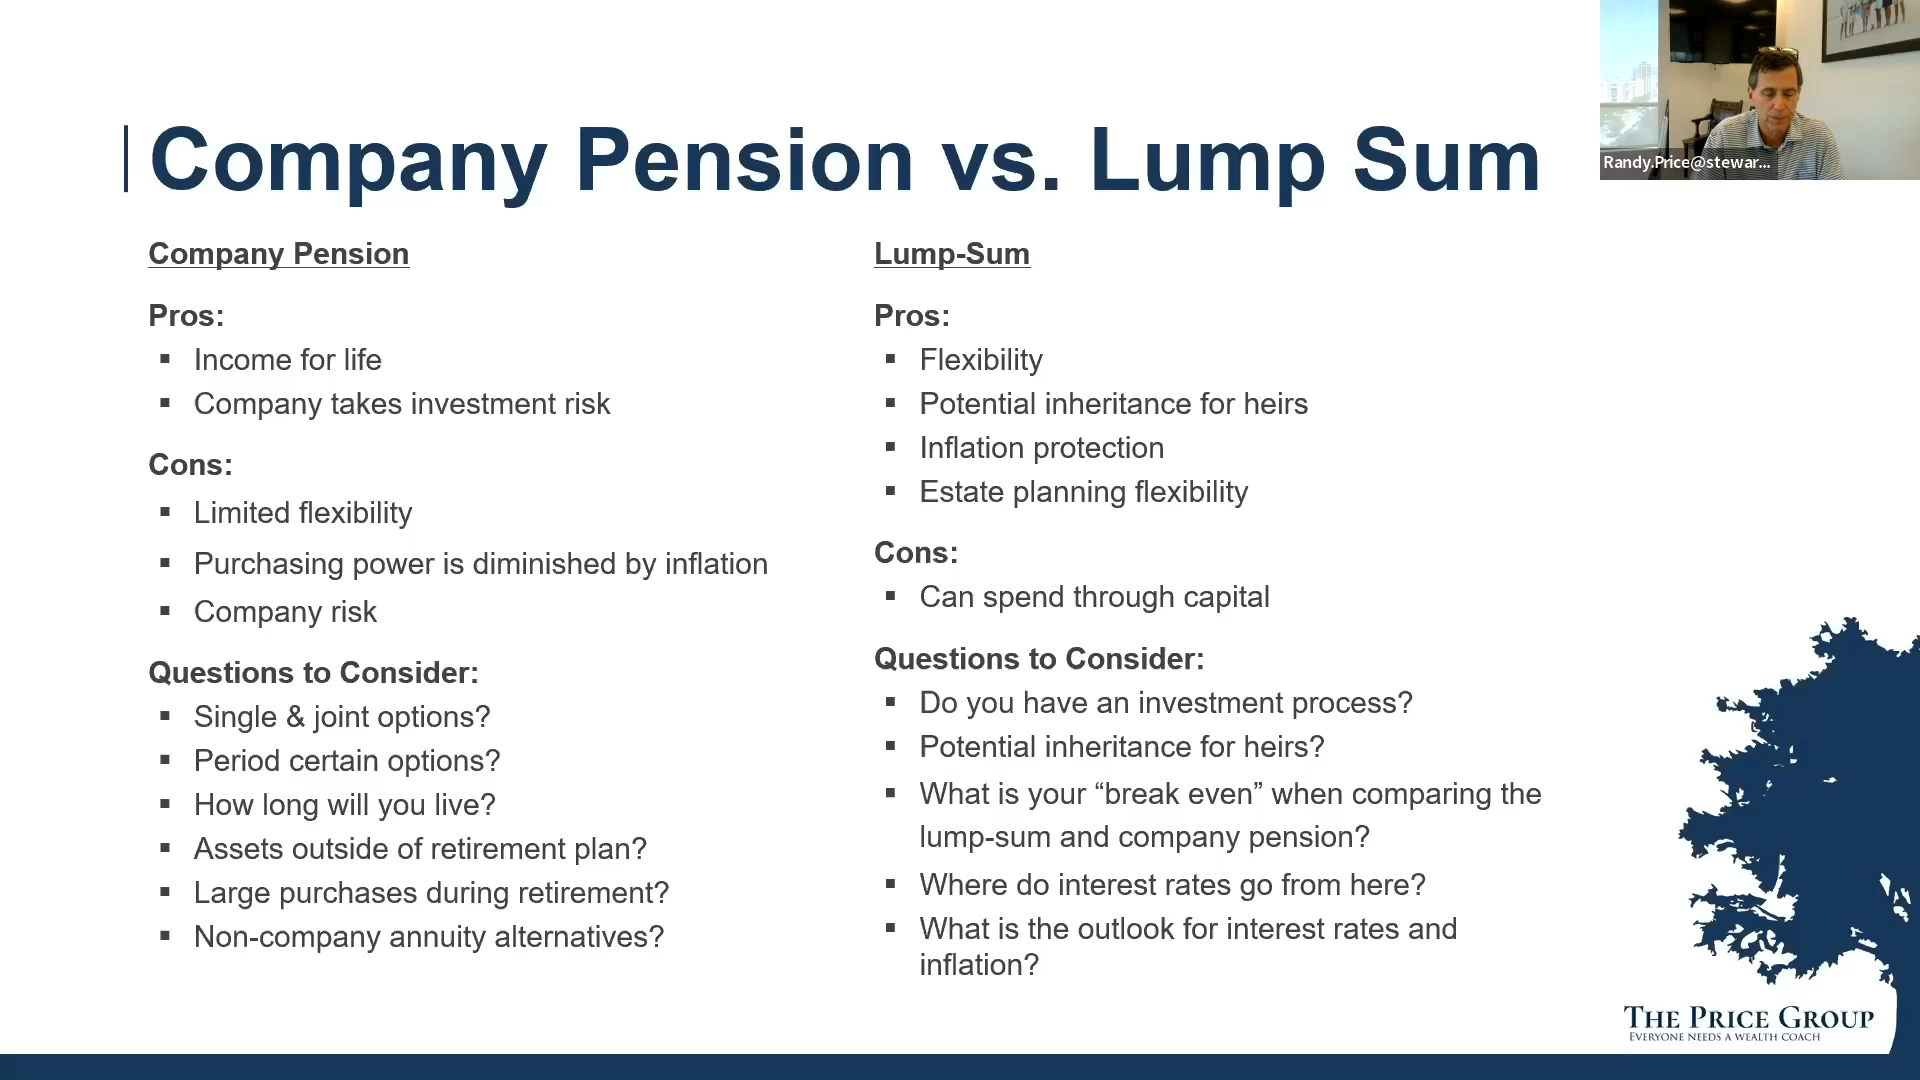 Company Pension vs. Lump Sum
Randy.Price@stewar...
Company Pension
Pros:
▪ Income for life
▪ Company takes investment risk
Cons:
▪ Limited flexibility
▪ Purchasing power is diminished by inflation
▪ Company risk
Questions to Consider:
▪ Single & joint options?
▪ Period certain options?
▪ How long will you live?
▪ Assets outside of retirement plan?
▪ Large purchases during retirement?
▪ Non-company annuity alternatives?
Lump-Sum
Pros:
▪ Flexibility
▪ Potential inheritance for heirs
▪ Inflation protection
▪ Estate planning flexibility
Cons:
▪ Can spend through capital
Questions to Consider:
▪ Do you have an investment process?
▪ Potential inheritance for heirs?
▪ What is your “break even” when comparing the
lump-sum and company pension?
▪ Where do interest rates go from here?
▪ What is the outlook for interest rates and
inflation?
THE PRICE GROUP
EVERYONE NEEDS A WEALTH COACH